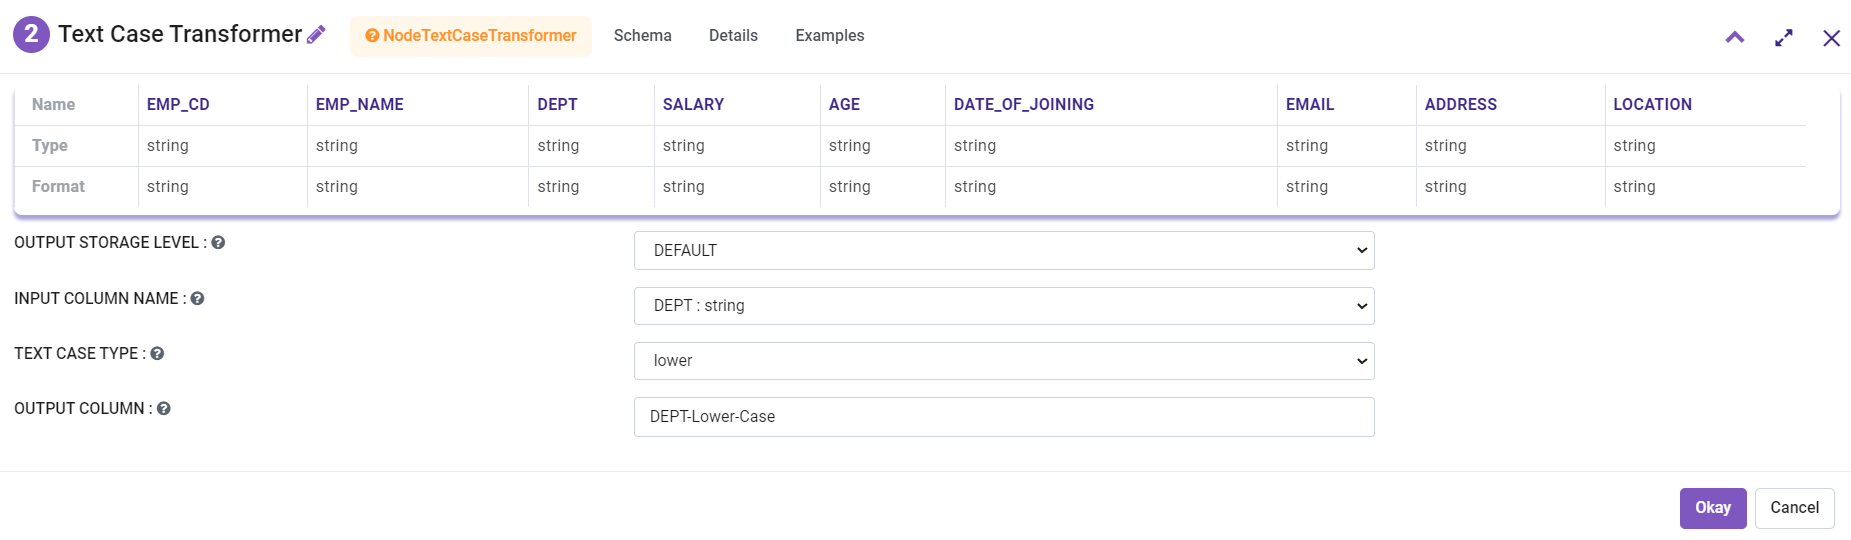 2 Text Case Transformer NodeTextCaseTransformer Schema Details Examples
Name EMP_CD EMP_NAME DEPT SALARY AGE DATE_OF_JOINING EMAIL ADDRESS LOCATION
Type string string string string string string string string string
Format string string string string string string string string string
OUTPUT STORAGE LEVEL : DEFAULT
INPUT COLUMN NAME : DEPT : string
TEXT CASE TYPE : lower
OUTPUT COLUMN : DEPT-Lower-Case
Okay Cancel